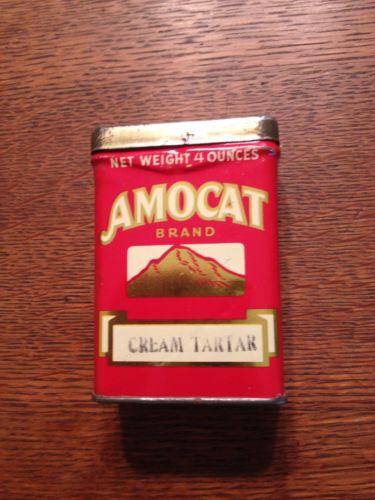 NET WEIGHT 4 OUNCES
AMOCAT
BRAND
CREAM TARTAR